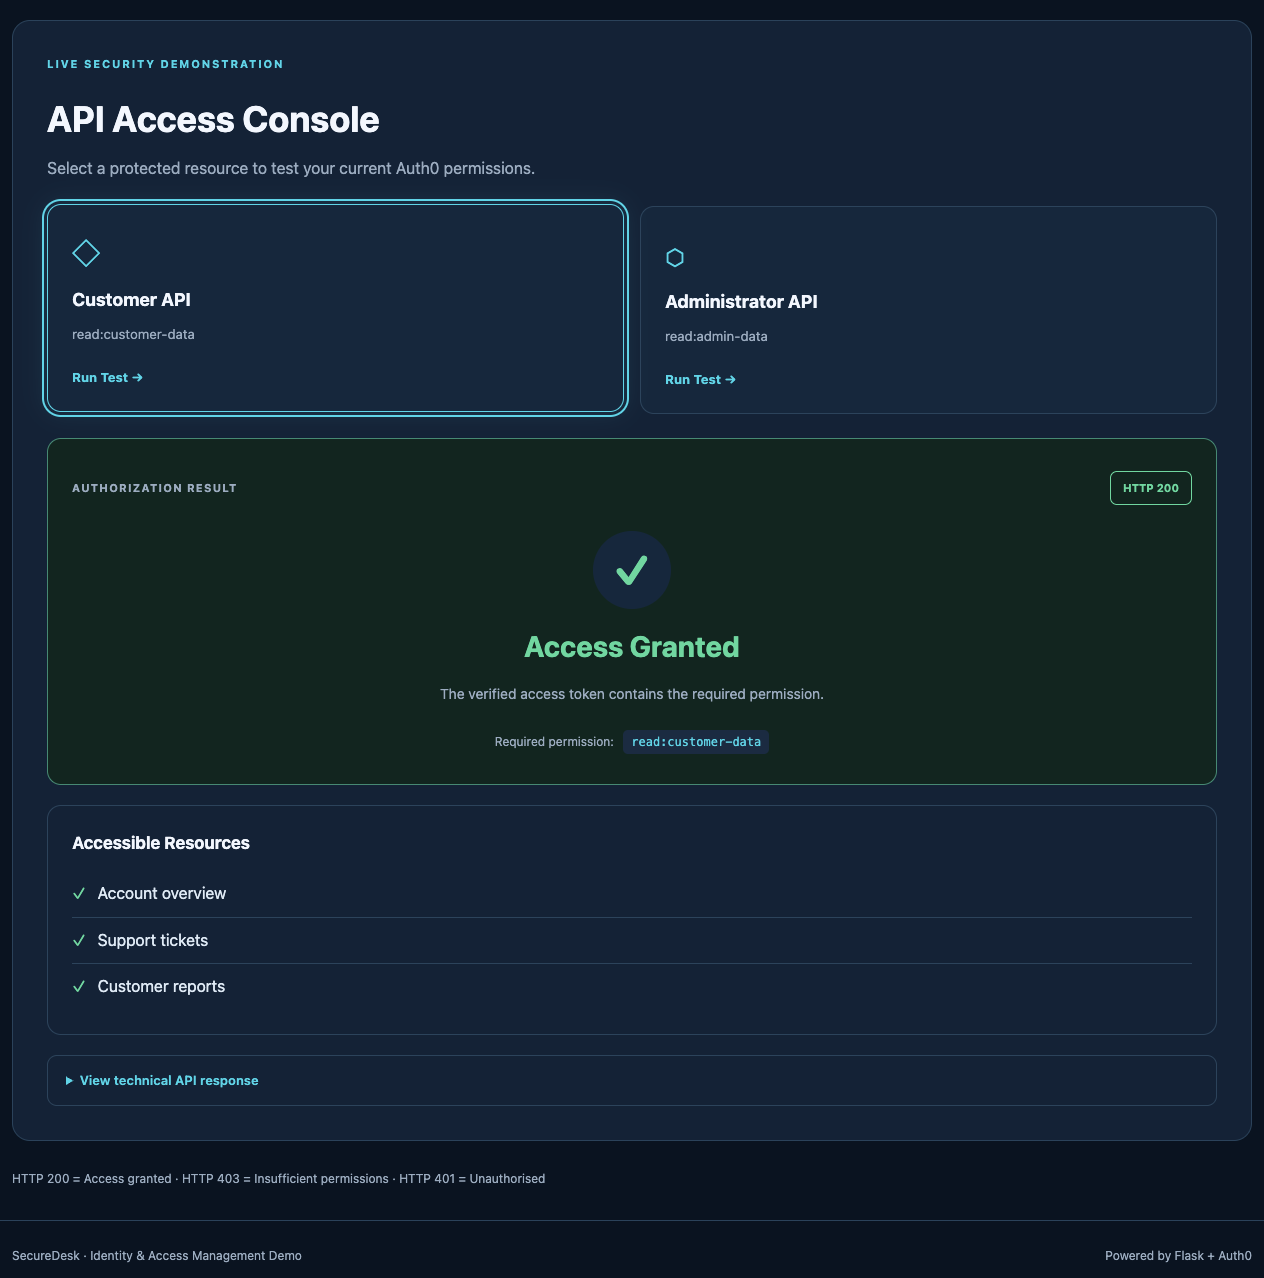 LIVE SECURITY DEMONSTRATION
API Access Console
Select a protected resource to test your current Auth0 permissions.
Customer API
read:customer-data
Run Test →
Administrator API
read:admin-data
Run Test →
AUTHORIZATION RESULT
HTTP 200
Access Granted
The verified access token contains the required permission.
Required permission: read:customer-data
Accessible Resources
✓ Account overview
✓ Support tickets
✓ Customer reports
▶ View technical API response
HTTP 200 = Access granted · HTTP 403 = Insufficient permissions · HTTP 401 = Unauthorised
SecureDesk · Identity & Access Management Demo
Powered by Flask + Auth0